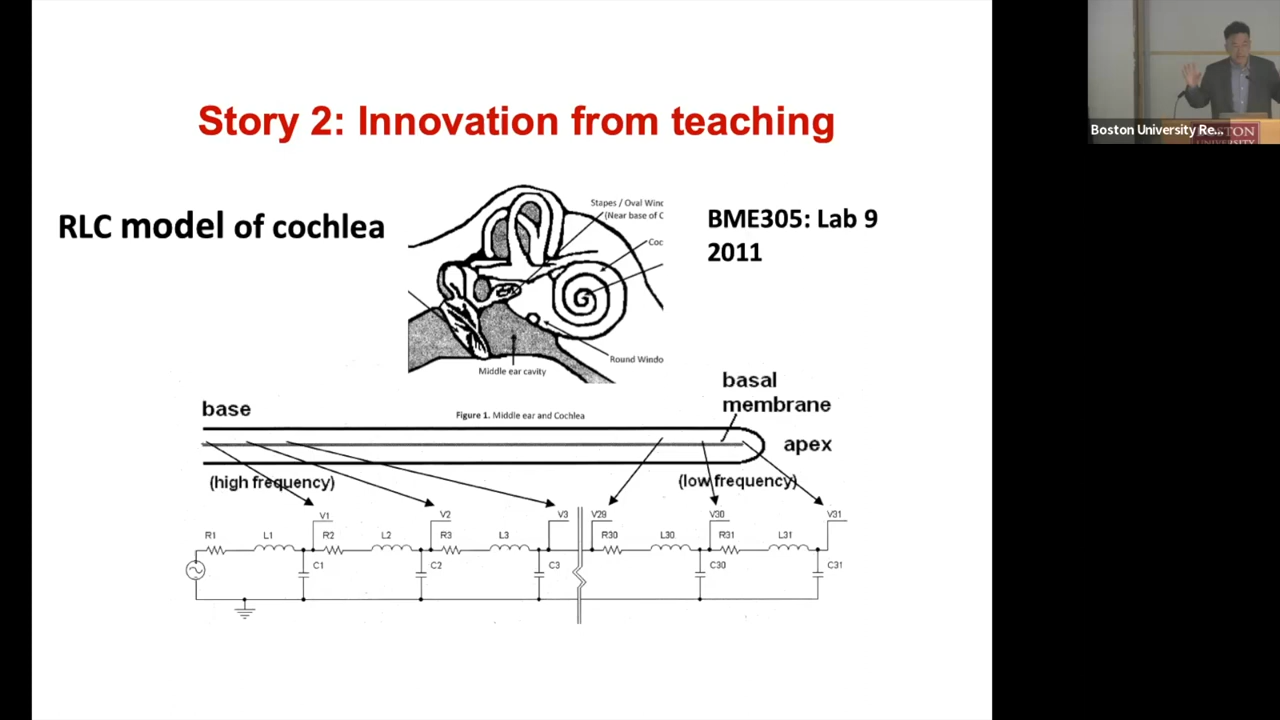 Story 2: Innovation from teaching
RLC model of cochlea
BME305: Lab 9
2011
Stapes / Oval Winc
(Near base of C
Coc
Round Windo
Middle ear cavity
Figure 1. Middle ear and Cochlea
base
basal
membrane
apex
(high frequency)
(low frequency)
V1
V2
V3
V29
V30
V31
R1
L1
R2
L2
R3
L3
R30
L30
R31
L31
C1
C2
C3
C30
C31
Boston University Re...
BOSTON
UNIVERSITY